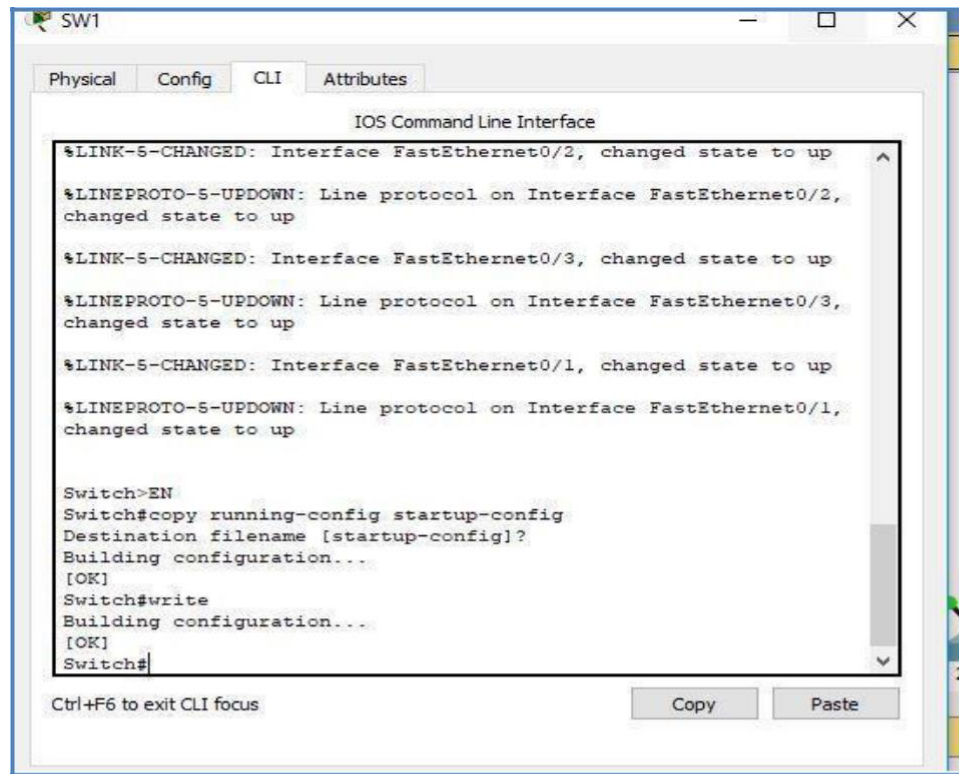 SW1
Physical Config CLI Attributes
IOS Command Line Interface
%LINK-5-CHANGED: Interface FastEthernet0/2, changed state to up
%LINEPROTO-5-UPDOWN: Line protocol on Interface FastEthernet0/2,
changed state to up
%LINK-5-CHANGED: Interface FastEthernet0/3, changed state to up
%LINEPROTO-5-UPDOWN: Line protocol on Interface FastEthernet0/3,
changed state to up
%LINK-5-CHANGED: Interface FastEthernet0/1, changed state to up
%LINEPROTO-5-UPDOWN: Line protocol on Interface FastEthernet0/1,
changed state to up
Switch>EN
Switch#copy running-config startup-config
Destination filename [startup-config]?
Building configuration...
[OK]
Switch#write
Building configuration...
[OK]
Switch#
Ctrl+F6 to exit CLI focus
Copy Paste